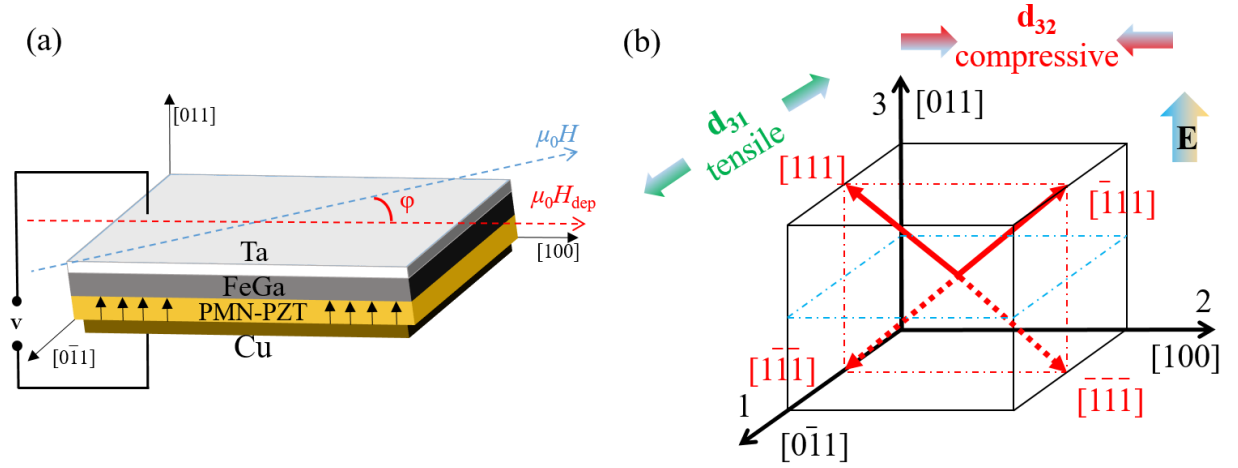 (a)
[011]
μ₀H
μ₀H_dep
φ
[100]
Ta
FeGa
PMN-PZT
Cu
v
[01̄1]
(b)
d₃₂
compressive
d₃₁
tensile
3
[011]
E
[111]
[1̄11]
2
[100]
[11̄1̄]
[1̄1̄1̄]
1
[01̄1]